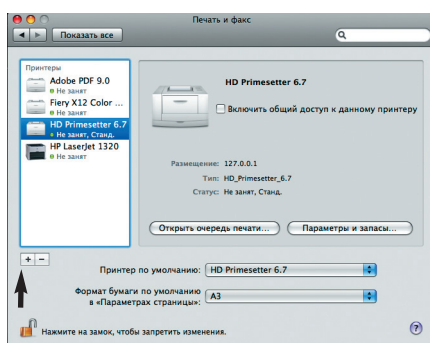 Печать и факс
Показать все
Принтеры
Adobe PDF 9.0
Не занят
Fiery X12 Color ...
Не занят
HD Primesetter 6.7
Не занят, Станд.
HP LaserJet 1320
Не занят
HD Primesetter 6.7
Включить общий доступ к данному принтеру
Размещение: 127.0.0.1
Тип: HD_Primesetter_6.7
Статус: Не занят, Станд.
Открыть очередь печати... Параметры и запасы...
+ −
Принтер по умолчанию: HD Primesetter 6.7
Формат бумаги по умолчанию
в «Параметрах страницы»: A3
Нажмите на замок, чтобы запретить изменения.
?